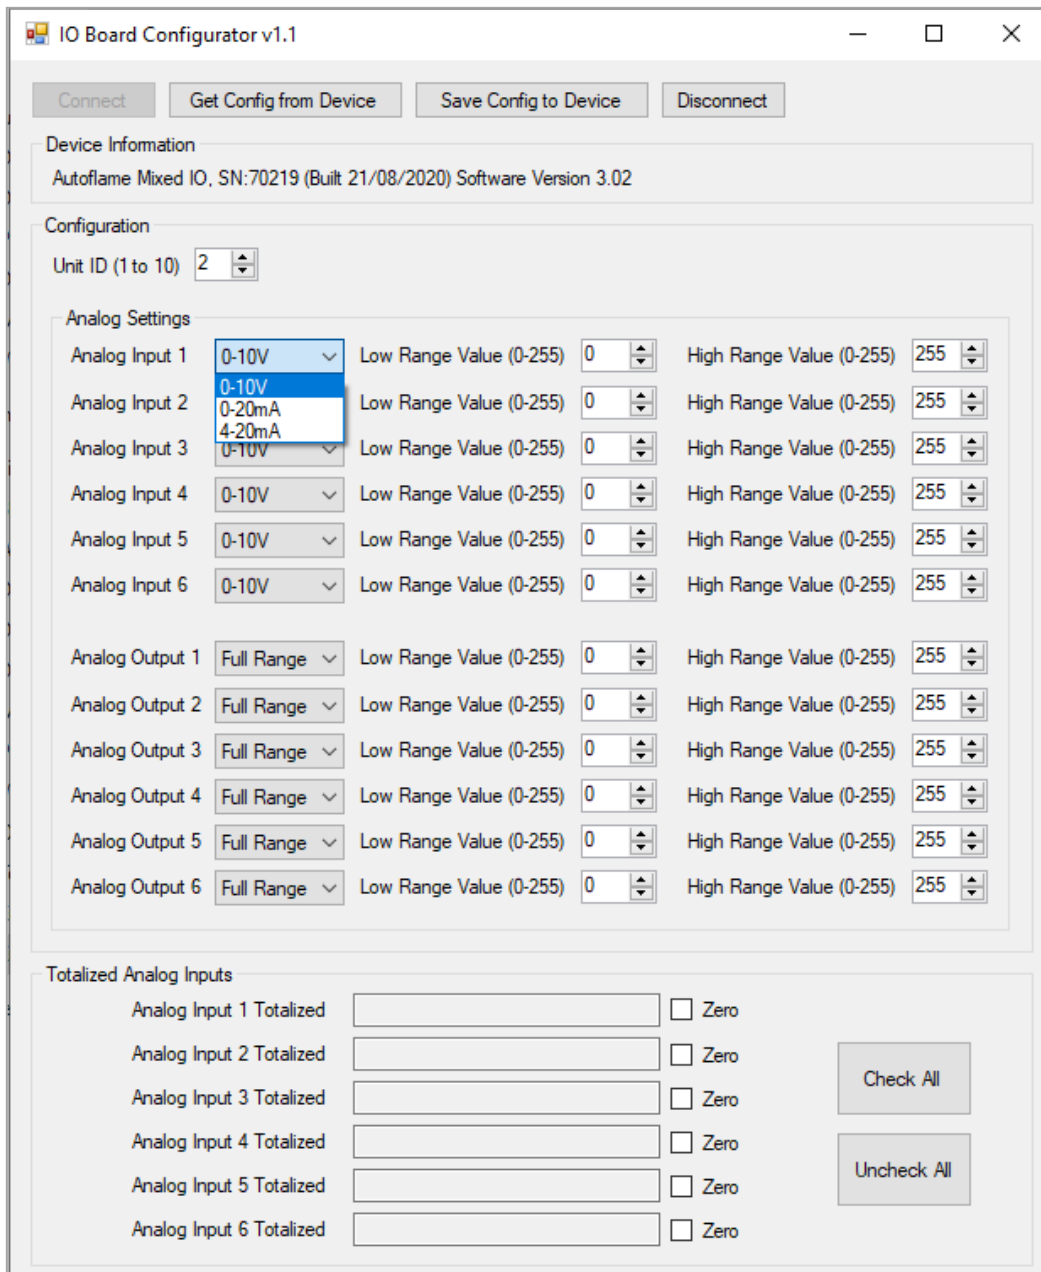 IO Board Configurator v1.1
Connect Get Config from Device Save Config to Device Disconnect
Device Information
Autoflame Mixed IO, SN:70219 (Built 21/08/2020) Software Version 3.02
Configuration
Unit ID (1 to 10) 2
Analog Settings
Analog Input 1 0-10V Low Range Value (0-255) 0 High Range Value (0-255) 255
0-10V
Analog Input 2 0-20mA Low Range Value (0-255) 0 High Range Value (0-255) 255
4-20mA
Analog Input 3 0-10V Low Range Value (0-255) 0 High Range Value (0-255) 255
Analog Input 4 0-10V Low Range Value (0-255) 0 High Range Value (0-255) 255
Analog Input 5 0-10V Low Range Value (0-255) 0 High Range Value (0-255) 255
Analog Input 6 0-10V Low Range Value (0-255) 0 High Range Value (0-255) 255
Analog Output 1 Full Range Low Range Value (0-255) 0 High Range Value (0-255) 255
Analog Output 2 Full Range Low Range Value (0-255) 0 High Range Value (0-255) 255
Analog Output 3 Full Range Low Range Value (0-255) 0 High Range Value (0-255) 255
Analog Output 4 Full Range Low Range Value (0-255) 0 High Range Value (0-255) 255
Analog Output 5 Full Range Low Range Value (0-255) 0 High Range Value (0-255) 255
Analog Output 6 Full Range Low Range Value (0-255) 0 High Range Value (0-255) 255
Totalized Analog Inputs
Analog Input 1 Totalized Zero
Analog Input 2 Totalized Zero
Check All
Analog Input 3 Totalized Zero
Analog Input 4 Totalized Zero
Uncheck All
Analog Input 5 Totalized Zero
Analog Input 6 Totalized Zero